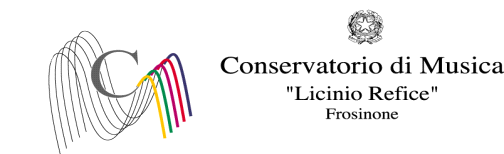 C
Conservatorio di Musica
"Licinio Refice"
Frosinone